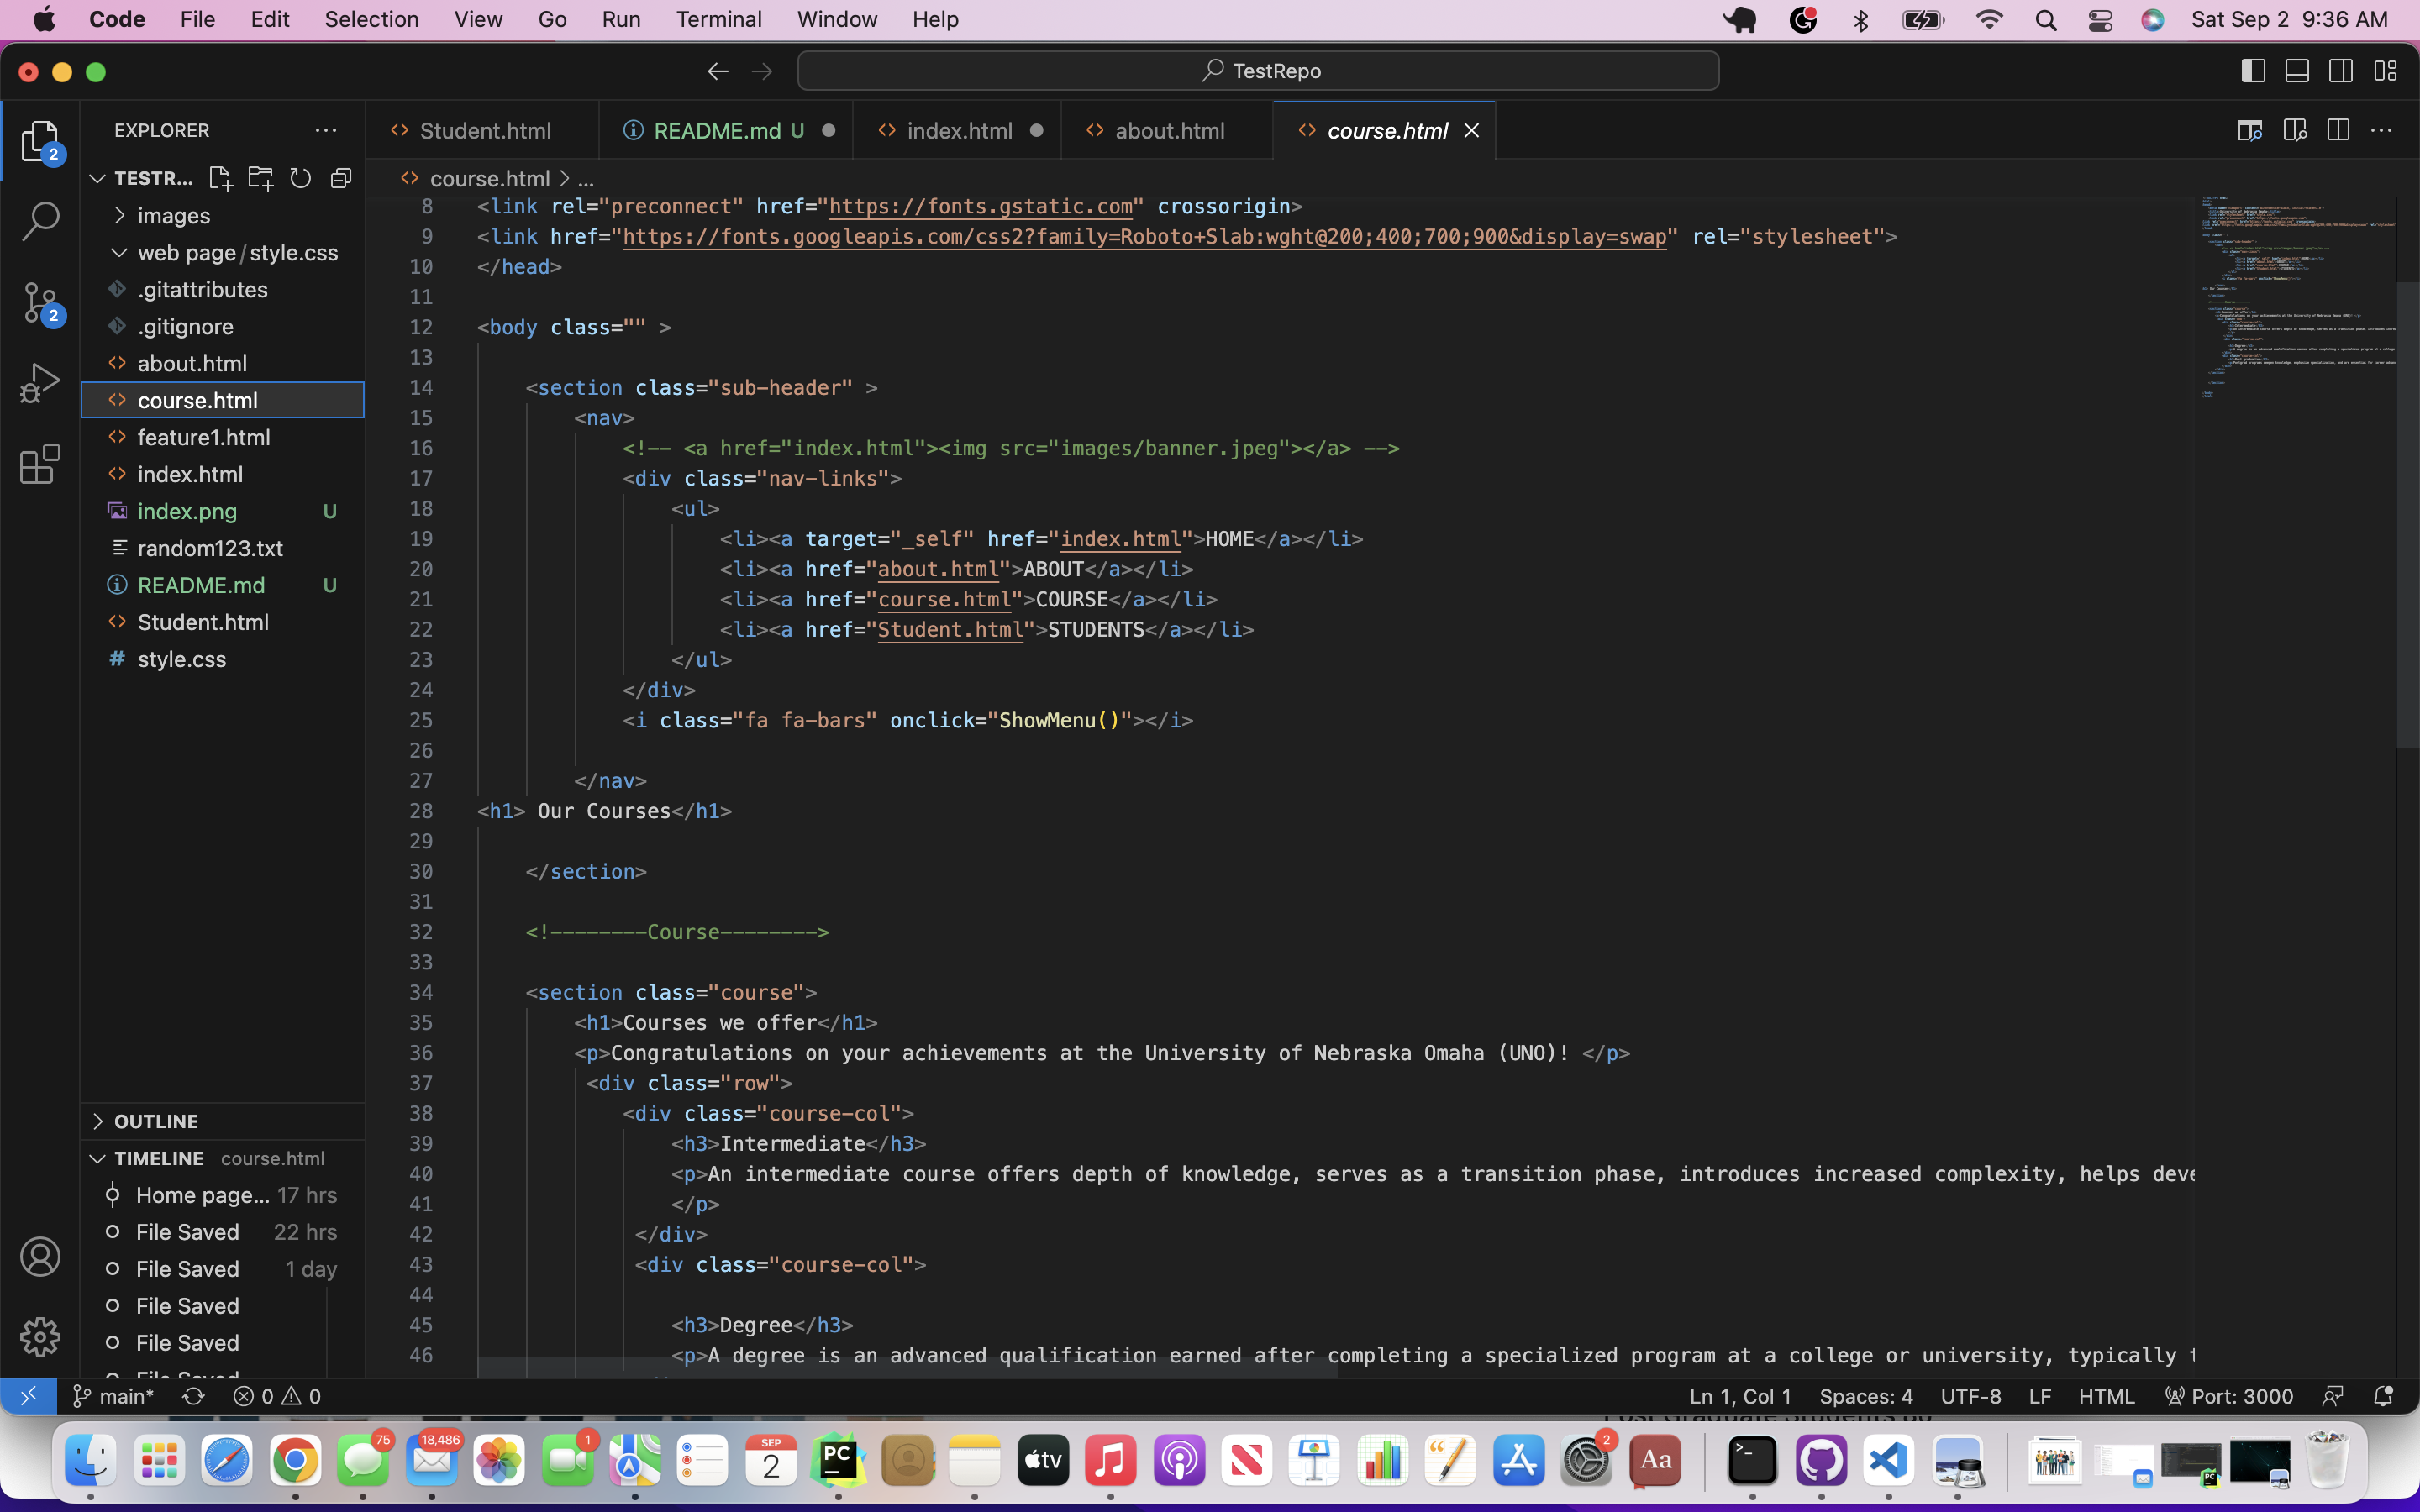 Code File Edit Selection View Go Run Terminal Window Help Sat Sep 2 9:36 AM
TestRepo
EXPLORER
TESTR...
images
web page / style.css
.gitattributes
.gitignore
about.html
course.html
feature1.html
index.html
index.png U
random123.txt
README.md U
Student.html
style.css
OUTLINE
TIMELINE course.html
Home page... 17 hrs
File Saved 22 hrs
File Saved 1 day
File Saved
File Saved
File Saved
2
2
Student.html README.md U index.html about.html course.html
course.html > ...
8 <link rel="preconnect" href="https://fonts.gstatic.com" crossorigin>
9 <link href="https://fonts.googleapis.com/css2?family=Roboto+Slab:wght@200;400;700;900&display=swap" rel="stylesheet">
10 </head>
11
12 <body class="" >
13
14 <section class="sub-header" >
15 <nav>
16 <!-- <a href="index.html"><img src="images/banner.jpeg"></a> -->
17 <div class="nav-links">
18 <ul>
19 <li><a target="_self" href="index.html">HOME</a></li>
20 <li><a href="about.html">ABOUT</a></li>
21 <li><a href="course.html">COURSE</a></li>
22 <li><a href="Student.html">STUDENTS</a></li>
23 </ul>
24 </div>
25 <i class="fa fa-bars" onclick="ShowMenu()"></i>
26
27 </nav>
28 <h1> Our Courses</h1>
29
30 </section>
31
32 <!--------Course-------->
33
34 <section class="course">
35 <h1>Courses we offer</h1>
36 <p>Congratulations on your achievements at the University of Nebraska Omaha (UNO)! </p>
37 <div class="row">
38 <div class="course-col">
39 <h3>Intermediate</h3>
40 <p>An intermediate course offers depth of knowledge, serves as a transition phase, introduces increased complexity, helps deve
41 </p>
42 </div>
43 <div class="course-col">
44
45 <h3>Degree</h3>
46 <p>A degree is an advanced qualification earned after completing a specialized program at a college or university, typically t
main* 0 0 Ln 1, Col 1 Spaces: 4 UTF-8 LF HTML Port: 3000
75 18,486 1 SEP 2 PC tv 2 Aa >_ PC